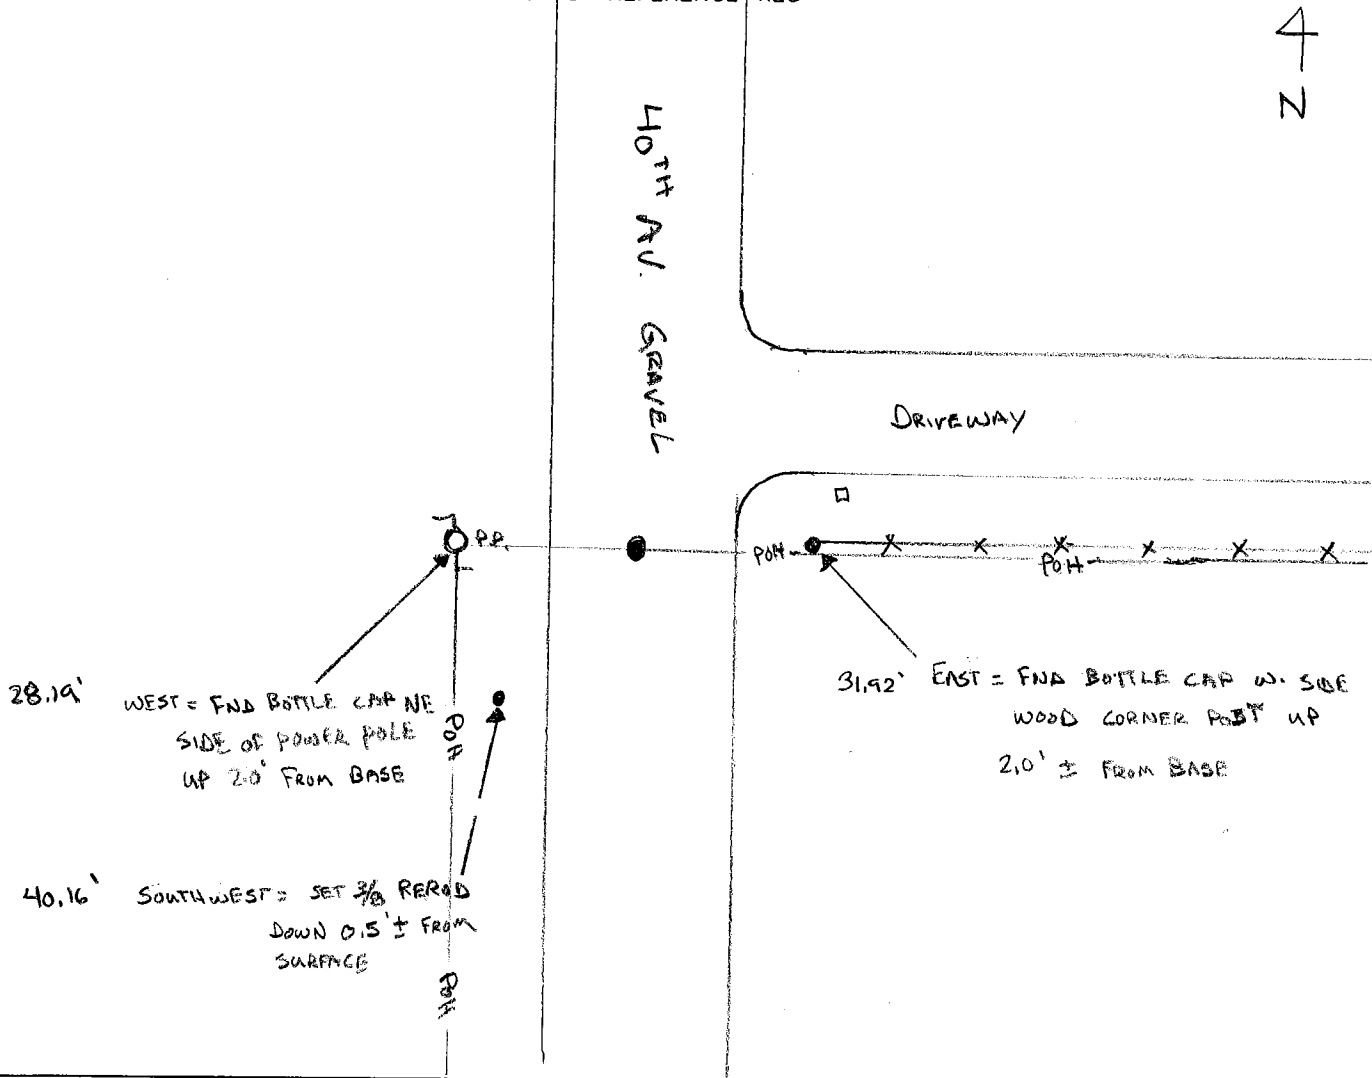 N
40TH AV. GRAVEL
DRIVEWAY
P.P.
POH
POH
28.19' WEST = FND BOTTLE CAP NE
SIDE OF POWER POLE
UP 2.0' FROM BASE
POH
31.92' EAST = FND BOTTLE CAP W. SIDE
WOOD CORNER POST UP
2.0' ± FROM BASE
40.16' SOUTHWEST = SET 3/8 REROD
DOWN 0.5' ± FROM
SURFACE
POH